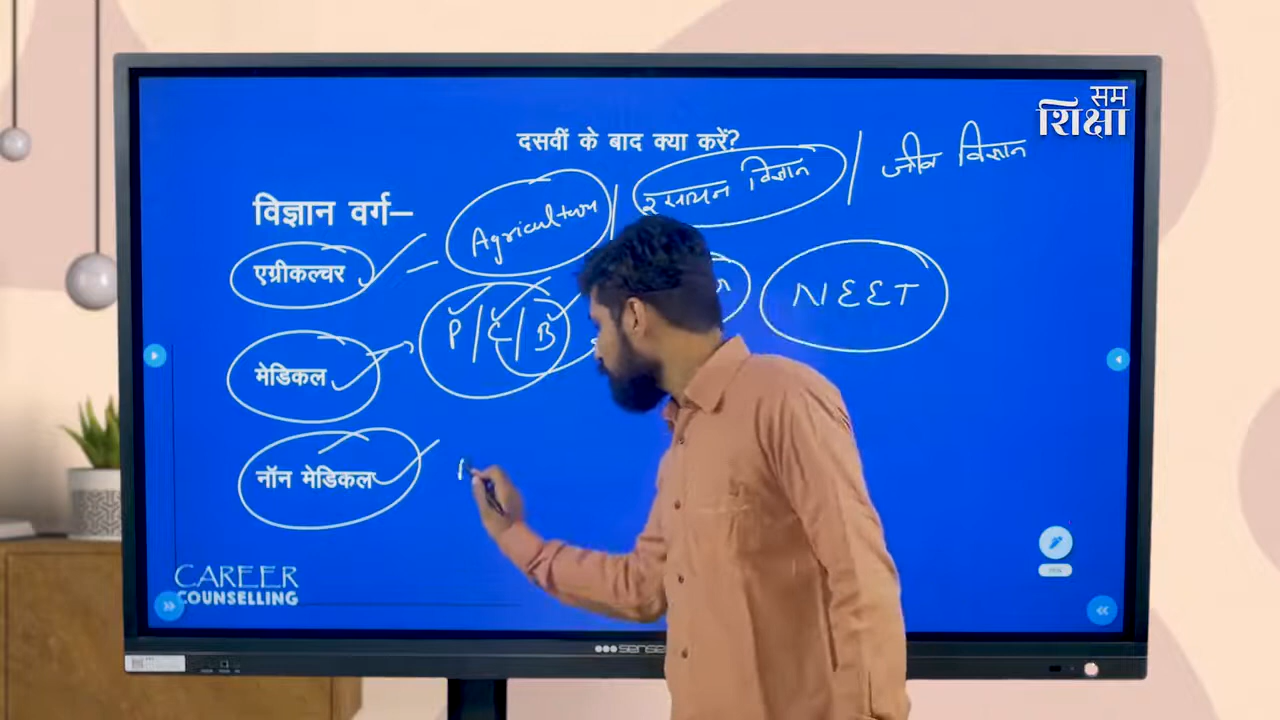 सम
शिक्षा
दसवीं के बाद क्या करें?
विज्ञान वर्ग–
Agriculture / रसायन विज्ञान / जीव विज्ञान
एग्रीकल्चर
P/C/B
NEET
मेडिकल
नॉन मेडिकल
CAREER
COUNSELLING